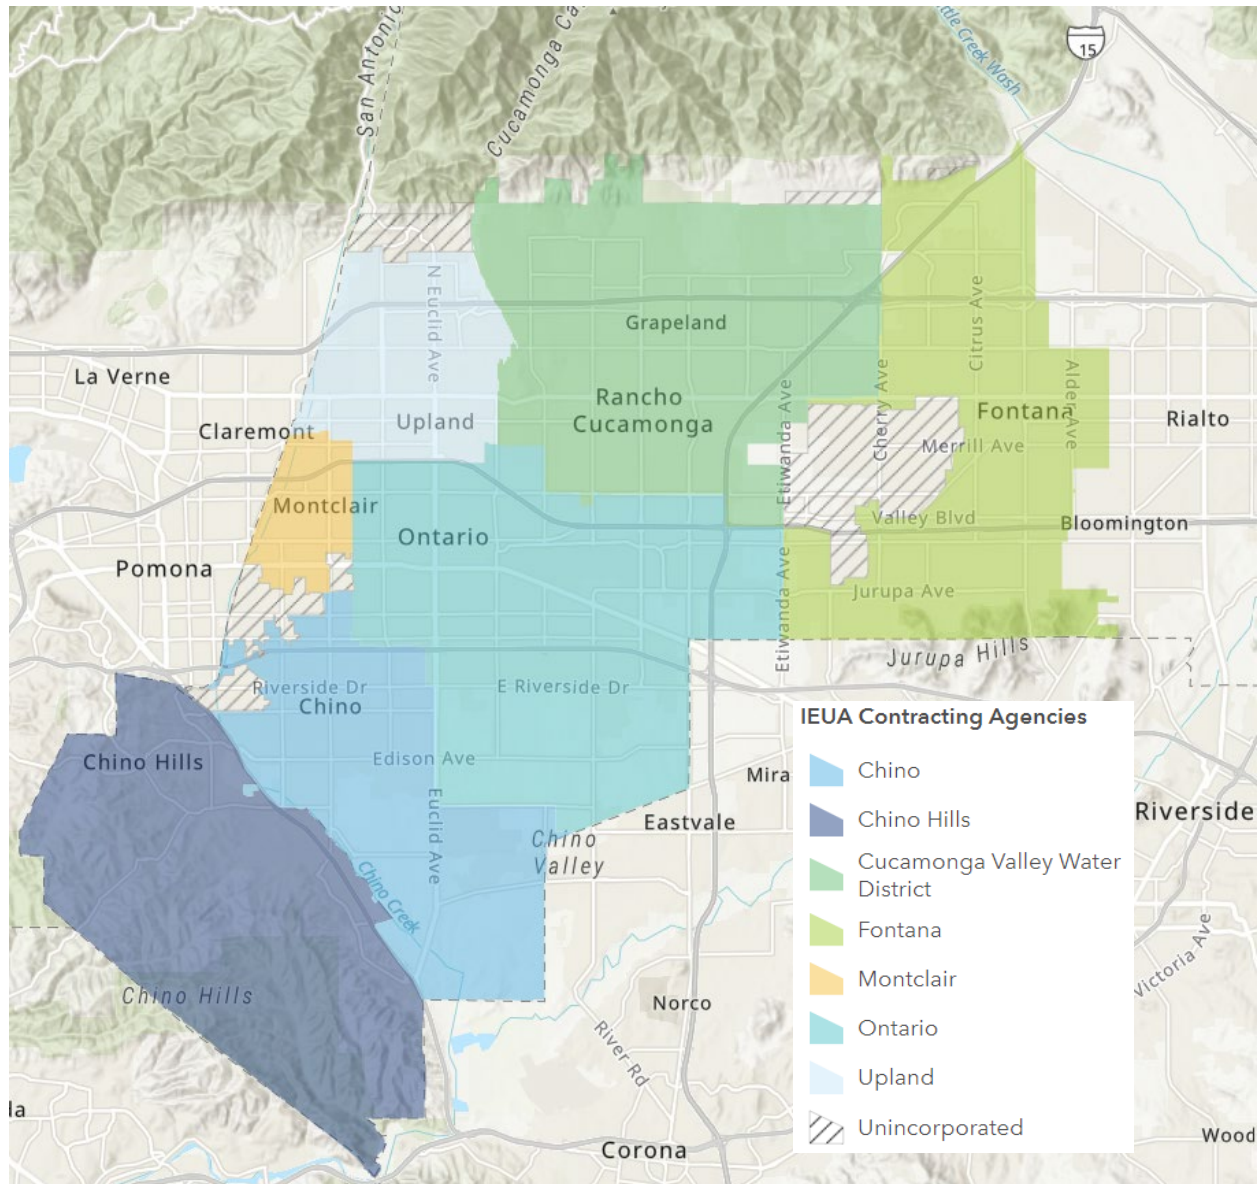 San Antonio
Cucamonga Ca
ttle Creek Wash
15
N Euclid Ave
Grapeland
Citrus Ave
La Verne
Rancho
Cucamonga
Etiwanda Ave
Cherry Ave
Fontana
Alder Ave
Rialto
Claremont
Upland
Merrill Ave
Montclair
Ontario
Valley Blvd
Bloomington
Pomona
Etiwanda Ave
Jurupa Ave
Jurupa Hills
Riverside Dr
Chino
E Riverside Dr
Chino Hills
Edison Ave
Euclid Ave
Mira
Eastvale
Chino
Valley
Riverside
Chino Creek
Victoria Ave
Chino Hills
Norco
River Rd
la
Corona
Wood
IEUA Contracting Agencies
Chino
Chino Hills
Cucamonga Valley Water
District
Fontana
Montclair
Ontario
Upland
Unincorporated